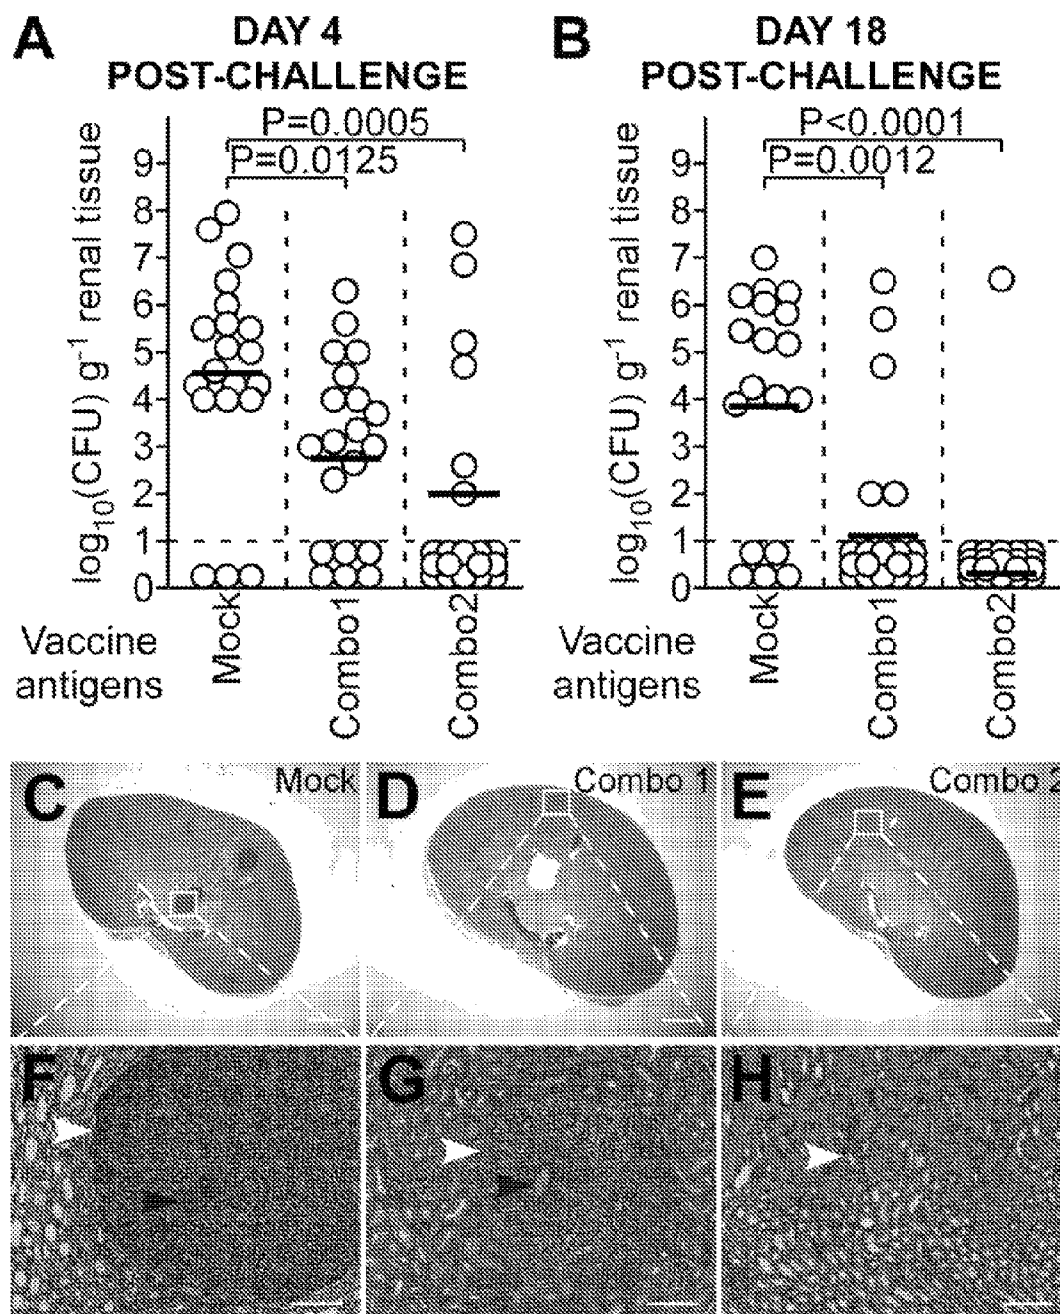 A
DAY 4
POST-CHALLENGE
P=0.0005
P=0.0125
log₁₀(CFU) g⁻¹ renal tissue
9
8
7
6
5
4
3
2
1
0
Mock
Combo1
Combo2
Vaccine
antigens
B
DAY 18
POST-CHALLENGE
P<0.0001
P=0.0012
log₁₀(CFU) g⁻¹ renal tissue
9
8
7
6
5
4
3
2
1
0
Mock
Combo1
Combo2
Vaccine
antigens
C Mock
D Combo 1
E Combo 2
F
G
H